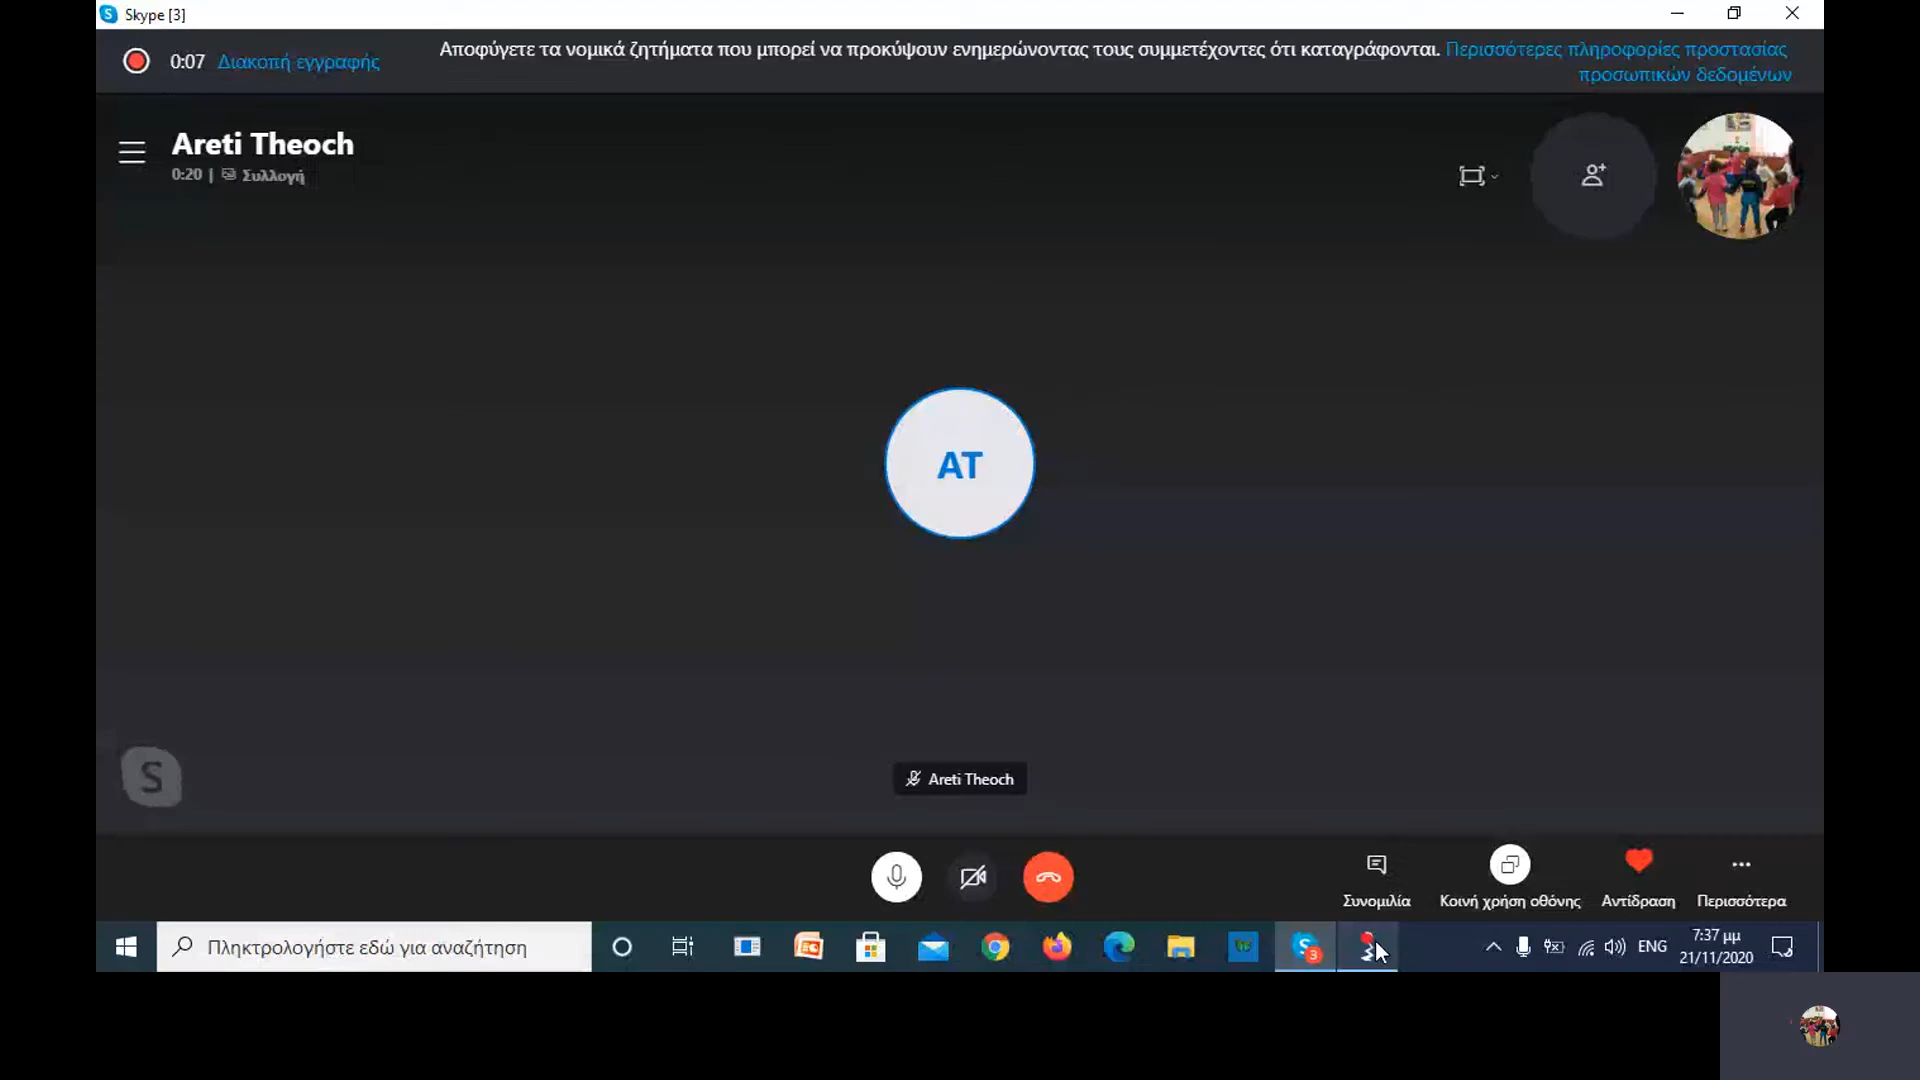 Skype [3]
0:07 Διακοπή εγγραφής
Αποφύγετε τα νομικά ζητήματα που μπορεί να προκύψουν ενημερώνοντας τους συμμετέχοντες ότι καταγράφονται. Περισσότερες πληροφορίες προστασίας
προσωπικών δεδομένων
Areti Theoch
0:20 | Συλλογή
AT
S
Areti Theoch
Συνομιλία
Κοινή χρήση οθόνης
Αντίδραση
Περισσότερα
Πληκτρολογήστε εδώ για αναζήτηση
3
ENG
7:37 μμ
21/11/2020